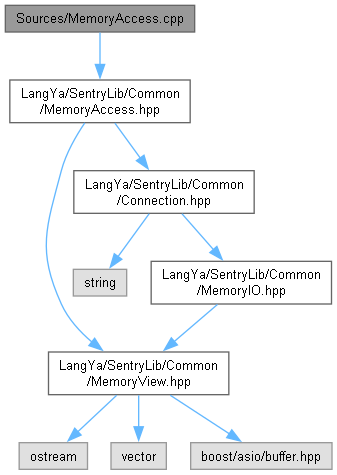 Sources/MemoryAccess.cpp
LangYa/SentryLib/Common
/MemoryAccess.hpp
LangYa/SentryLib/Common
/Connection.hpp
string
LangYa/SentryLib/Common
/MemoryIO.hpp
LangYa/SentryLib/Common
/MemoryView.hpp
ostream
vector
boost/asio/buffer.hpp